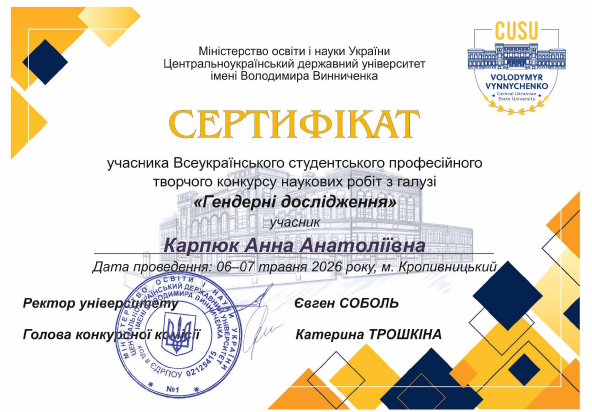 Міністерство освіти і науки України
Центральноукраїнський державний університет
імені Володимира Винниченка
CUSU
VOLODYMYR
VYNNYCHENKO
Central Ukrainian
State University
СЕРТИФІКАТ
учасника Всеукраїнського студентського професійного
творчого конкурсу наукових робіт з галузі
«Гендерні дослідження»
учасник
Карпюк Анна Анатоліївна
Дата проведення: 06–07 травня 2026 року, м. Кропивницький
Ректор університету Євген СОБОЛЬ
Голова конкурсної комісії Катерина ТРОШКІНА
МІНІСТЕРСТВО ОСВІТИ І НАУКИ УКРАЇНИ
ЦЕНТРАЛЬНОУКРАЇНСЬКИЙ ДЕРЖАВНИЙ УНІВЕРСИТЕТ
ІМЕНІ ВОЛОДИМИРА ВИННИЧЕНКА
КОД В ЄДРПОУ 02125415
№1